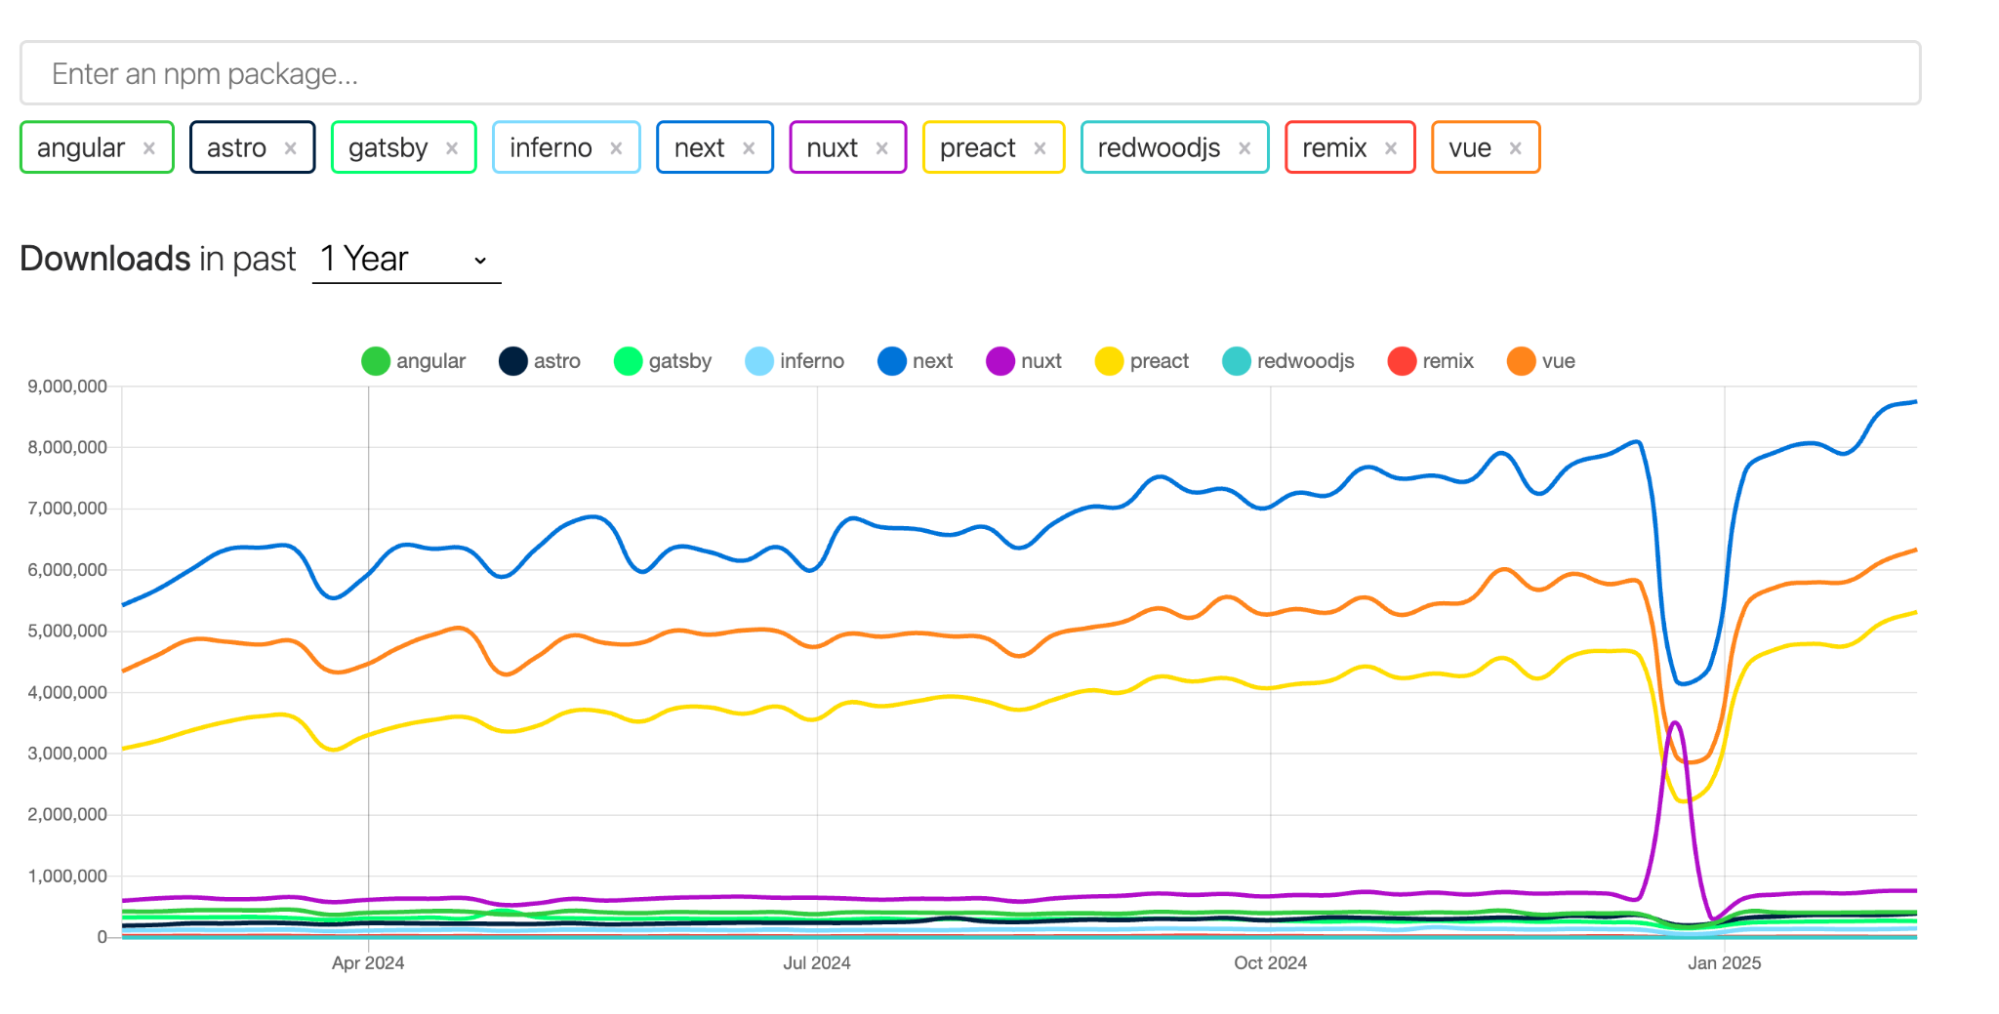 Enter an npm package...
angular × astro × gatsby × inferno × next × nuxt × preact × redwoodjs × remix × vue ×
Downloads in past 1 Year
angular astro gatsby inferno next nuxt preact redwoodjs remix vue
9,000,000
8,000,000
7,000,000
6,000,000
5,000,000
4,000,000
3,000,000
2,000,000
1,000,000
0
Apr 2024 Jul 2024 Oct 2024 Jan 2025